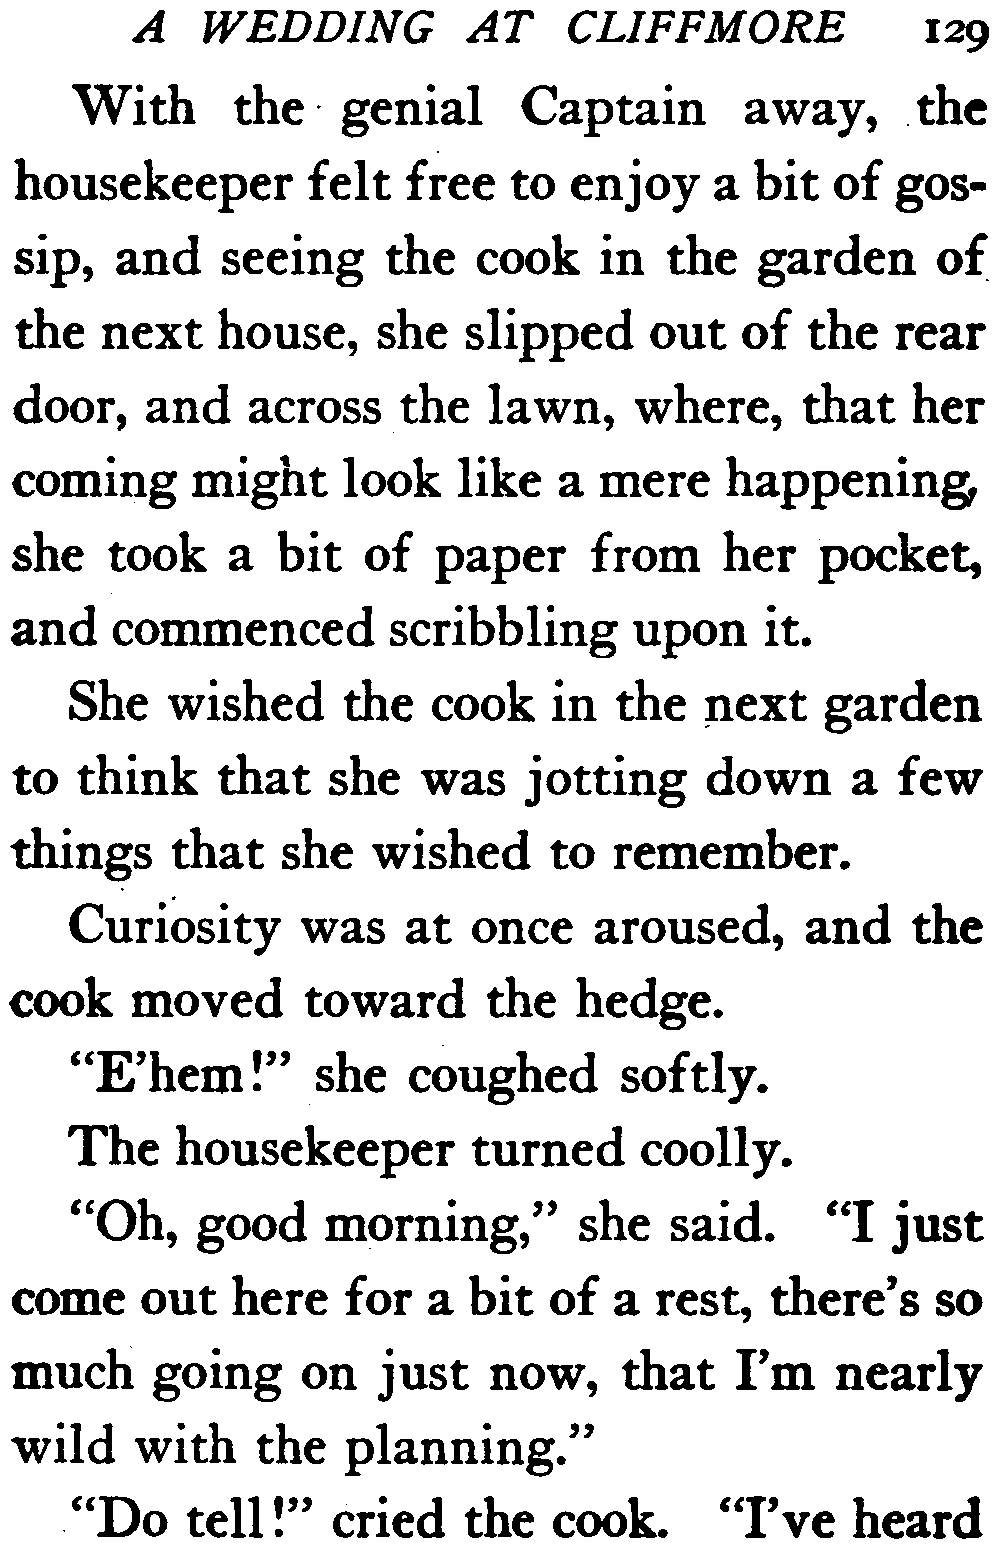 A WEDDING AT CLIFFMORE 129
With the genial Captain away, the
housekeeper felt free to enjoy a bit of gos-
sip, and seeing the cook in the garden of
the next house, she slipped out of the rear
door, and across the lawn, where, that her
coming might look like a mere happening,
she took a bit of paper from her pocket,
and commenced scribbling upon it.
She wished the cook in the next garden
to think that she was jotting down a few
things that she wished to remember.
Curiosity was at once aroused, and the
cook moved toward the hedge.
"E'hem!" she coughed softly.
The housekeeper turned coolly.
"Oh, good morning," she said. "I just
come out here for a bit of a rest, there's so
much going on just now, that I'm nearly
wild with the planning."
"Do tell!" cried the cook. "I've heard